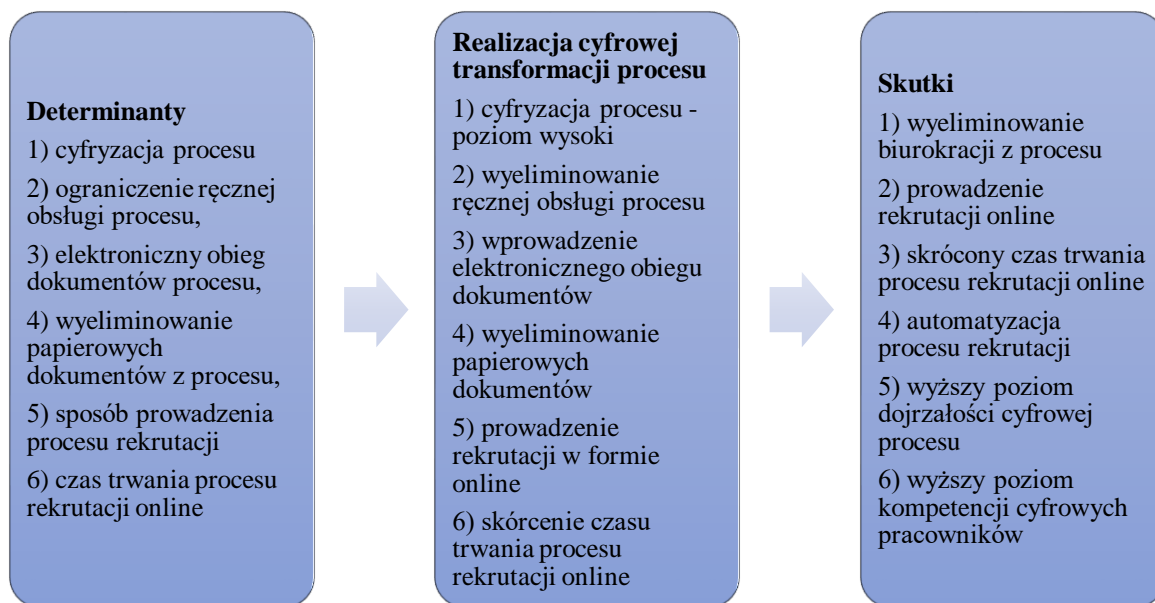 Determinanty
1) cyfryzacja procesu
2) ograniczenie ręcznej
obsługi procesu,
3) elektroniczny obieg
dokumentów procesu,
4) wyeliminowanie
papierowych
dokumentów z procesu,
5) sposób prowadzenia
procesu rekrutacji
6) czas trwania procesu
rekrutacji online
Realizacja cyfrowej
transformacji procesu
1) cyfryzacja procesu -
poziom wysoki
2) wyeliminowanie
ręcznej obsługi procesu
3) wprowadzenie
elektronicznego obiegu
dokumentów
4) wyeliminowanie
papierowych
dokumentów
5) prowadzenie
rekrutacji w formie
online
6) skórcenie czasu
trwania procesu
rekrutacji online
Skutki
1) wyeliminowanie
biurokracji z procesu
2) prowadzenie
rekrutacji online
3) skrócony czas trwania
procesu rekrutacji online
4) automatyzacja
procesu rekrutacji
5) wyższy poziom
dojrzałości cyfrowej
procesu
6) wyższy poziom
kompetencji cyfrowych
pracowników